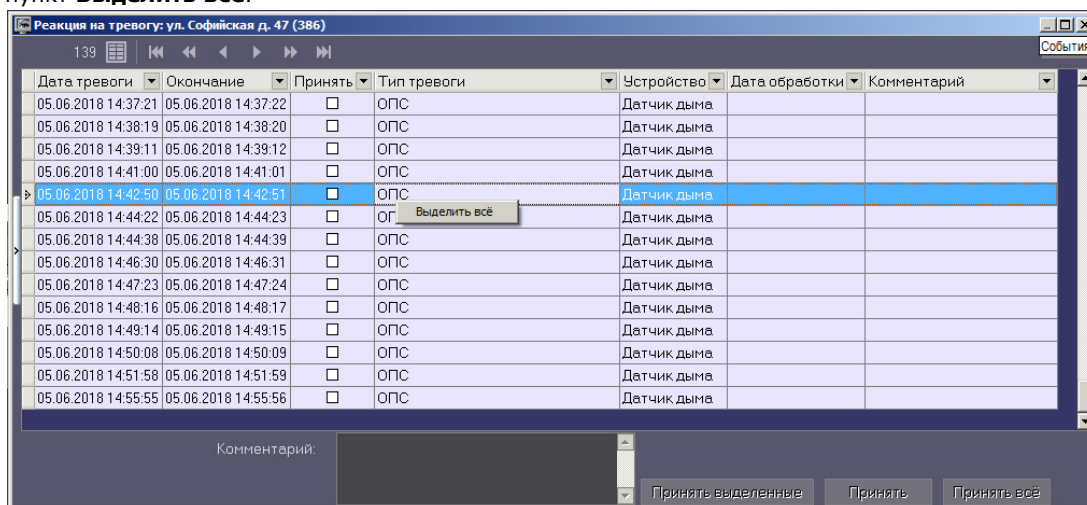 пункт Выделить всё.
Реакция на тревогу: ул. Софийская д. 47 (386)
139
События
Дата тревоги Окончание Принять Тип тревоги Устройство Дата обработки Комментарий
05.06.2018 14:37:21 05.06.2018 14:37:22 ОПС Датчик дыма
05.06.2018 14:38:19 05.06.2018 14:38:20 ОПС Датчик дыма
05.06.2018 14:39:11 05.06.2018 14:39:12 ОПС Датчик дыма
05.06.2018 14:41:00 05.06.2018 14:41:01 ОПС Датчик дыма
05.06.2018 14:42:50 05.06.2018 14:42:51 ОПС Датчик дыма
Выделить всё
05.06.2018 14:44:22 05.06.2018 14:44:23 Датчик дыма
05.06.2018 14:44:38 05.06.2018 14:44:39 ОПС Датчик дыма
05.06.2018 14:46:30 05.06.2018 14:46:31 ОПС Датчик дыма
05.06.2018 14:47:23 05.06.2018 14:47:24 ОПС Датчик дыма
05.06.2018 14:48:16 05.06.2018 14:48:17 ОПС Датчик дыма
05.06.2018 14:49:14 05.06.2018 14:49:15 ОПС Датчик дыма
05.06.2018 14:50:08 05.06.2018 14:50:09 ОПС Датчик дыма
05.06.2018 14:51:58 05.06.2018 14:51:59 ОПС Датчик дыма
05.06.2018 14:55:55 05.06.2018 14:55:56 ОПС Датчик дыма
Комментарий:
Принять выделенные Принять Принять всё